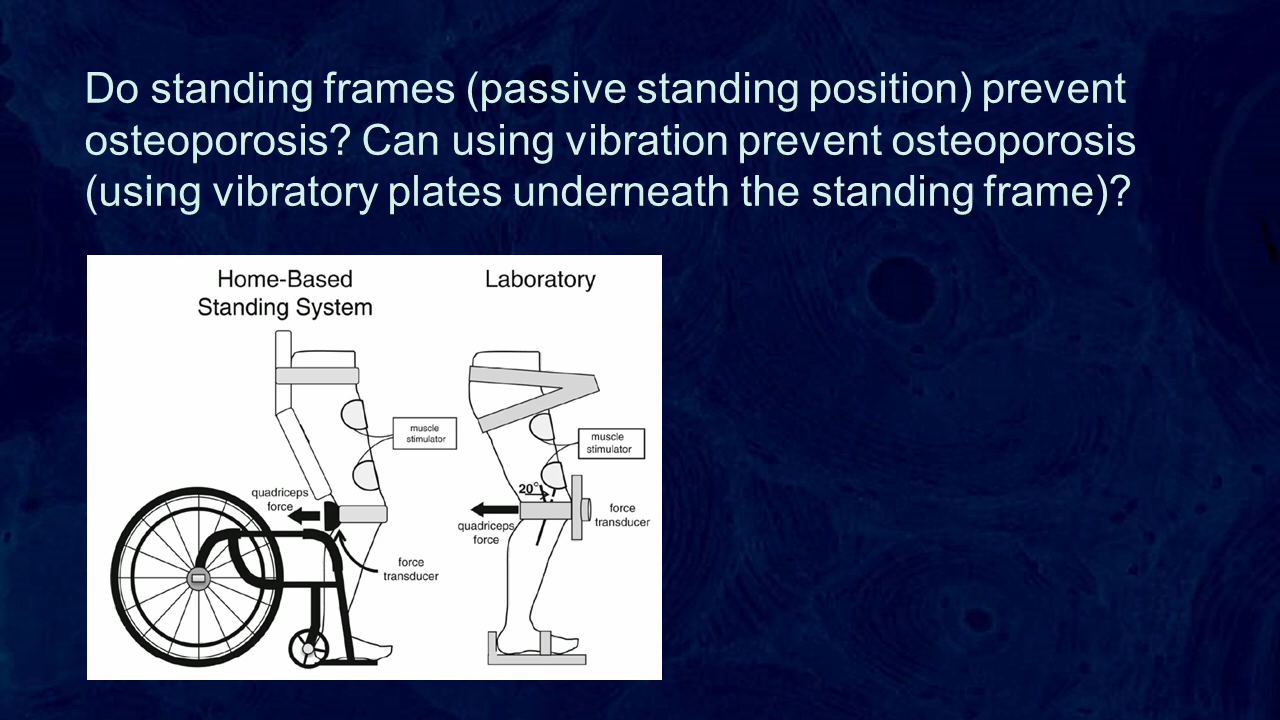 Do standing frames (passive standing position) prevent
osteoporosis? Can using vibration prevent osteoporosis
(using vibratory plates underneath the standing frame)?
Home-Based
Standing System
muscle
stimulator
quadriceps
force
force
transducer
Laboratory
muscle
stimulator
20°
quadriceps
force
force
transducer